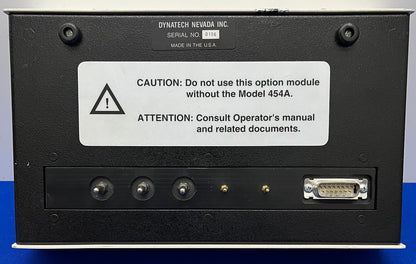 DYNATECH NEVADA INC.
SERIAL NO.
MADE IN THE U.S.A.
CAUTION: Do not use this option module
without the Model 454A.
!
ATTENTION: Consult Operator's manual
and related documents.